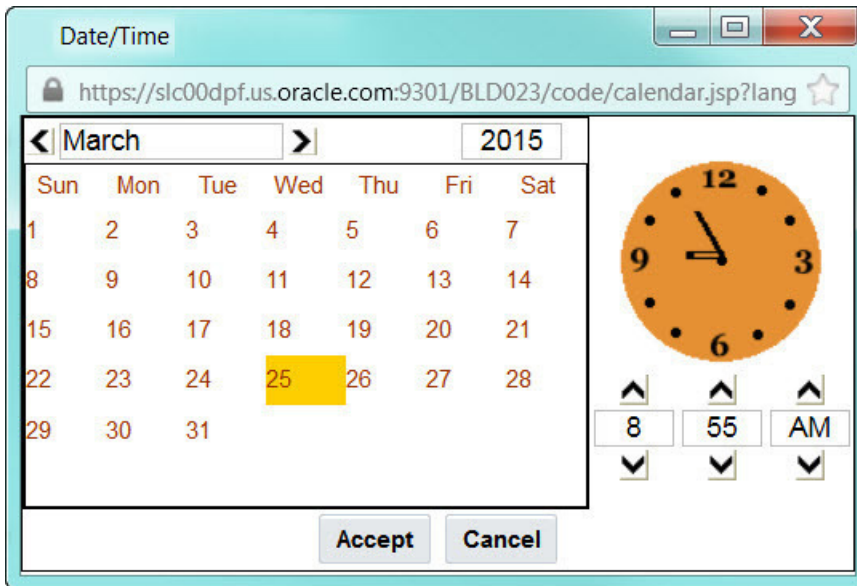 Date/Time
https://slc00dpf.us.oracle.com:9301/BLD023/code/calendar.jsp?lang
March 2015
Sun Mon Tue Wed Thu Fri Sat
1 2 3 4 5 6 7
8 9 10 11 12 13 14
15 16 17 18 19 20 21
22 23 24 25 26 27 28
29 30 31
12
9 3
6
8 55 AM
Accept Cancel